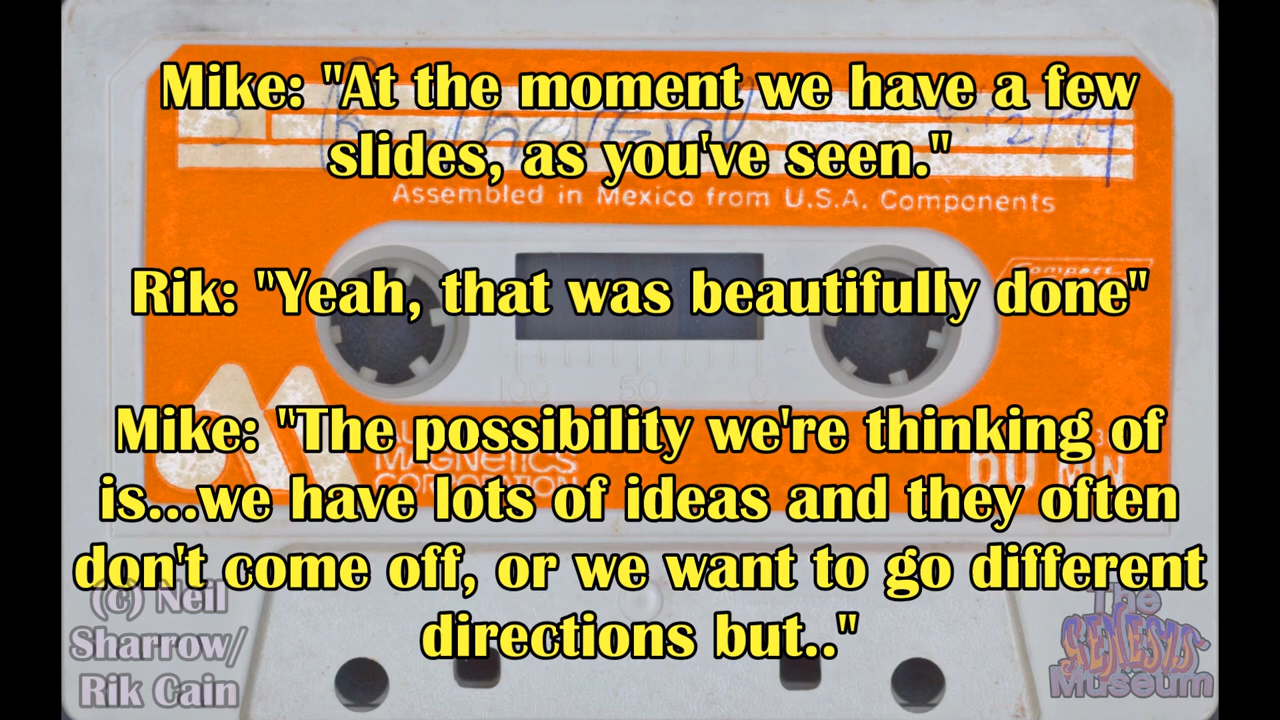 Mike: "At the moment we have a few
slides, as you've seen."
Assembled in Mexico from U.S.A. Components
Rik: "Yeah, that was beautifully done"
Compact
100 50 0
Mike: "The possibility we're thinking of
60 MIN
MAGNETICS
CORPORATION
is...we have lots of ideas and they often
don't come off, or we want to go different
directions but.."
(c) Neil
Sharrow/
Rik Cain
The
GENESIS
Museum